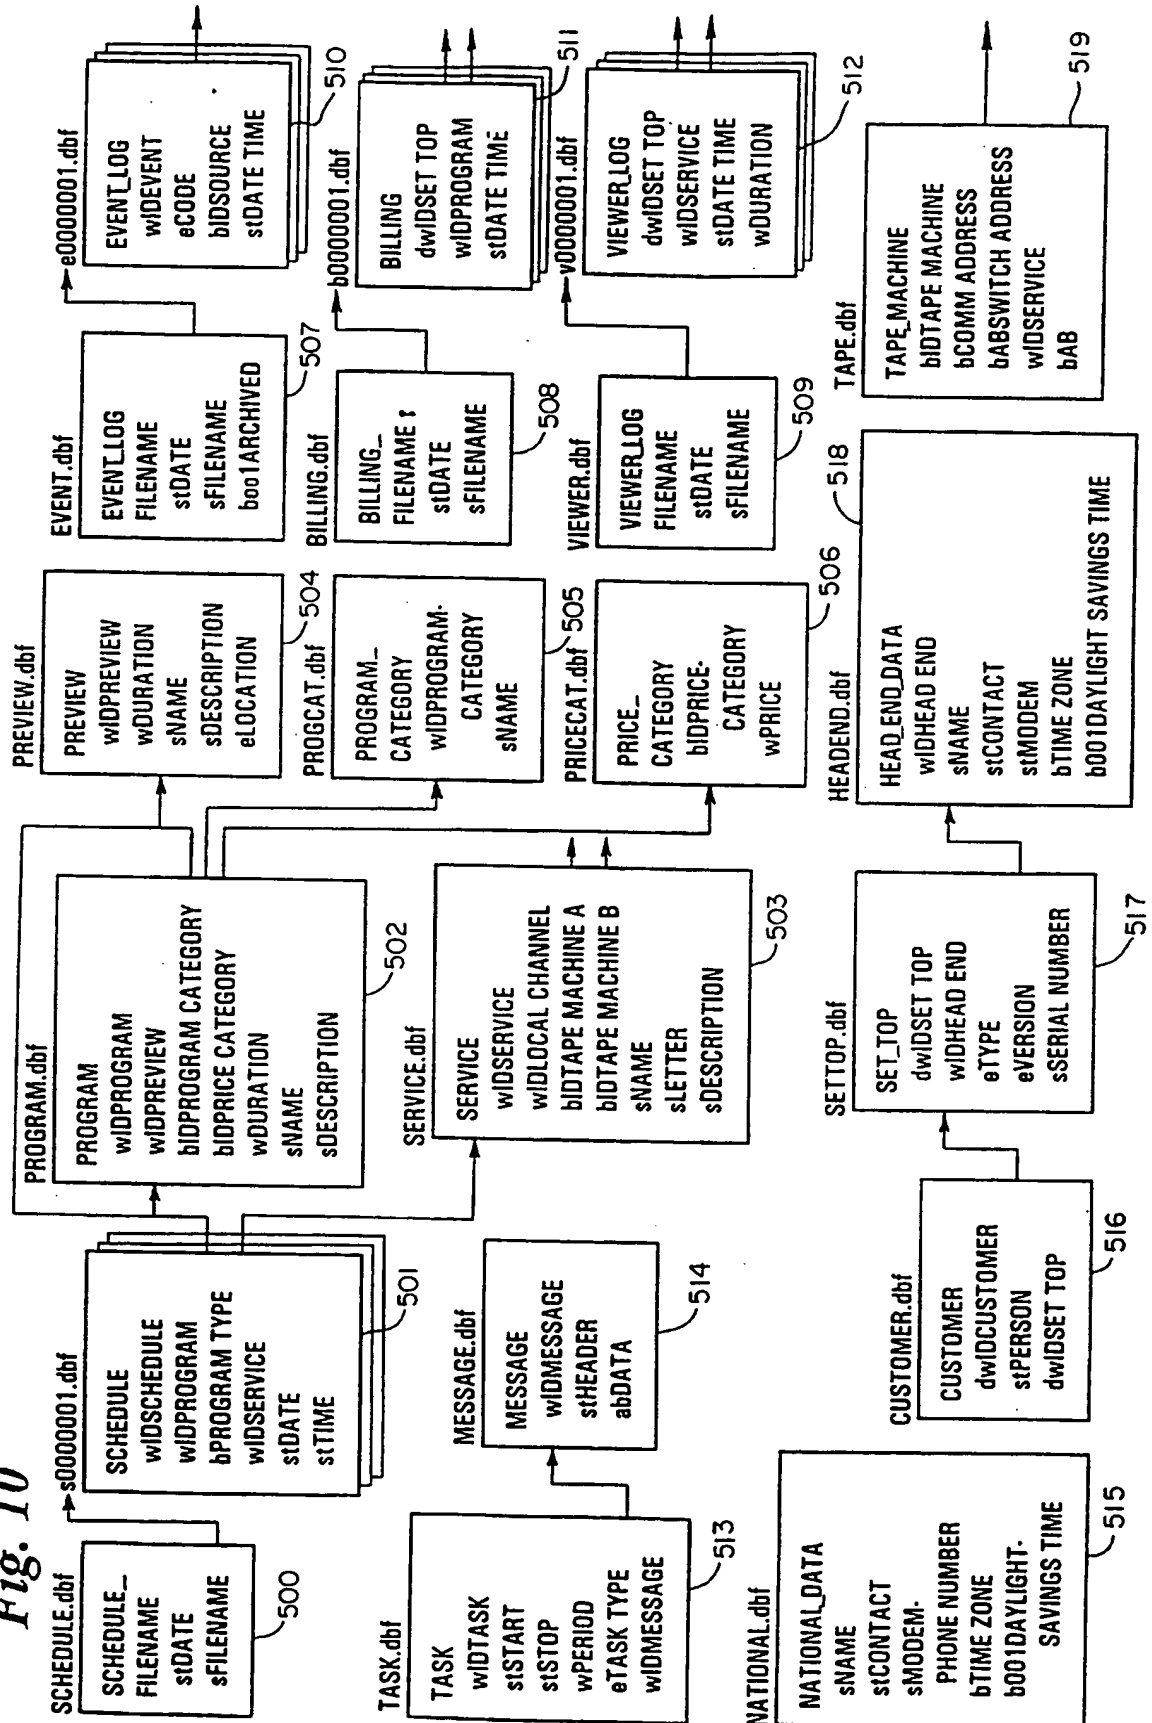 Fig. 10
SCHEDULE.dbf
SCHEDULE_
FILENAME
stDATE
sFILENAME
500
s000001.dbf
SCHEDULE
wIDSCHEDULE
wIDPROGRAM
bPROGRAM TYPE
wIDSERVICE
stDATE
stTIME
501
PROGRAM.dbf
PROGRAM
wIDPROGRAM
wIDPREVIEW
bIDPROGRAM CATEGORY
bIDPRICE CATEGORY
wDURATION
sNAME
sDESCRIPTION
502
SERVICE.dbf
SERVICE
wIDSERVICE
wIDLOCAL CHANNEL
bIDTAPE MACHINE A
bIDTAPE MACHINE B
sNAME
sLETTER
sDESCRIPTION
503
PREVIEW.dbf
PREVIEW
wIDPREVIEW
wDURATION
sNAME
sDESCRIPTION
eLOCATION
504
PROGCAT.dbf
PROGRAM_
CATEGORY
wIDPROGRAM-
CATEGORY
sNAME
505
PRICECAT.dbf
PRICE_
CATEGORY
bIDPRICE-
CATEGORY
wPRICE
506
EVENT.dbf
EVENT_LOG
FILENAME
stDATE
sFILENAME
boo1ARCHIVED
507
e000001.dbf
EVENT_LOG
wIDEVENT
eCODE
bIDSOURCE
stDATE TIME
510
BILLING.dbf
BILLING_
FILENAME :
stDATE
sFILENAME
508
b000001.dbf
BILLING
dwIDSET TOP
wIDPROGRAM
stDATE TIME
511
VIEWER.dbf
VIEWER_LOG
FILENAME
stDATE
sFILENAME
509
v000001.dbf
VIEWER_LOG
dwIDSET TOP
wIDSERVICE
stDATE TIME
wDURATION
512
TASK.dbf
TASK
wIDTASK
stSTART
stSTOP
wPERIOD
eTASK TYPE
wIDMESSAGE
513
MESSAGE.dbf
MESSAGE
wIDMESSAGE
stHEADER
abDATA
514
NATIONAL.dbf
NATIONAL_DATA
sNAME
stCONTACT
sMODEM-
PHONE NUMBER
bTIME ZONE
b001DAYLIGHT-
SAVINGS TIME
515
CUSTOMER.dbf
CUSTOMER
dwIDCUSTOMER
stPERSON
dwIDSET TOP
516
SETTOP.dbf
SET_TOP
dwIDSET TOP
wIDHEAD END
eTYPE
eVERSION
sSERIAL NUMBER
517
HEADEND.dbf
HEAD_END_DATA
wIDHEAD END
sNAME
stCONTACT
stMODEM
bTIME ZONE
b001DAYLIGHT SAVINGS TIME
518
TAPE.dbf
TAPE_MACHINE
bIDTAPE MACHINE
bCOMM ADDRESS
bABSWITCH ADDRESS
wIDSERVICE
bAB
519